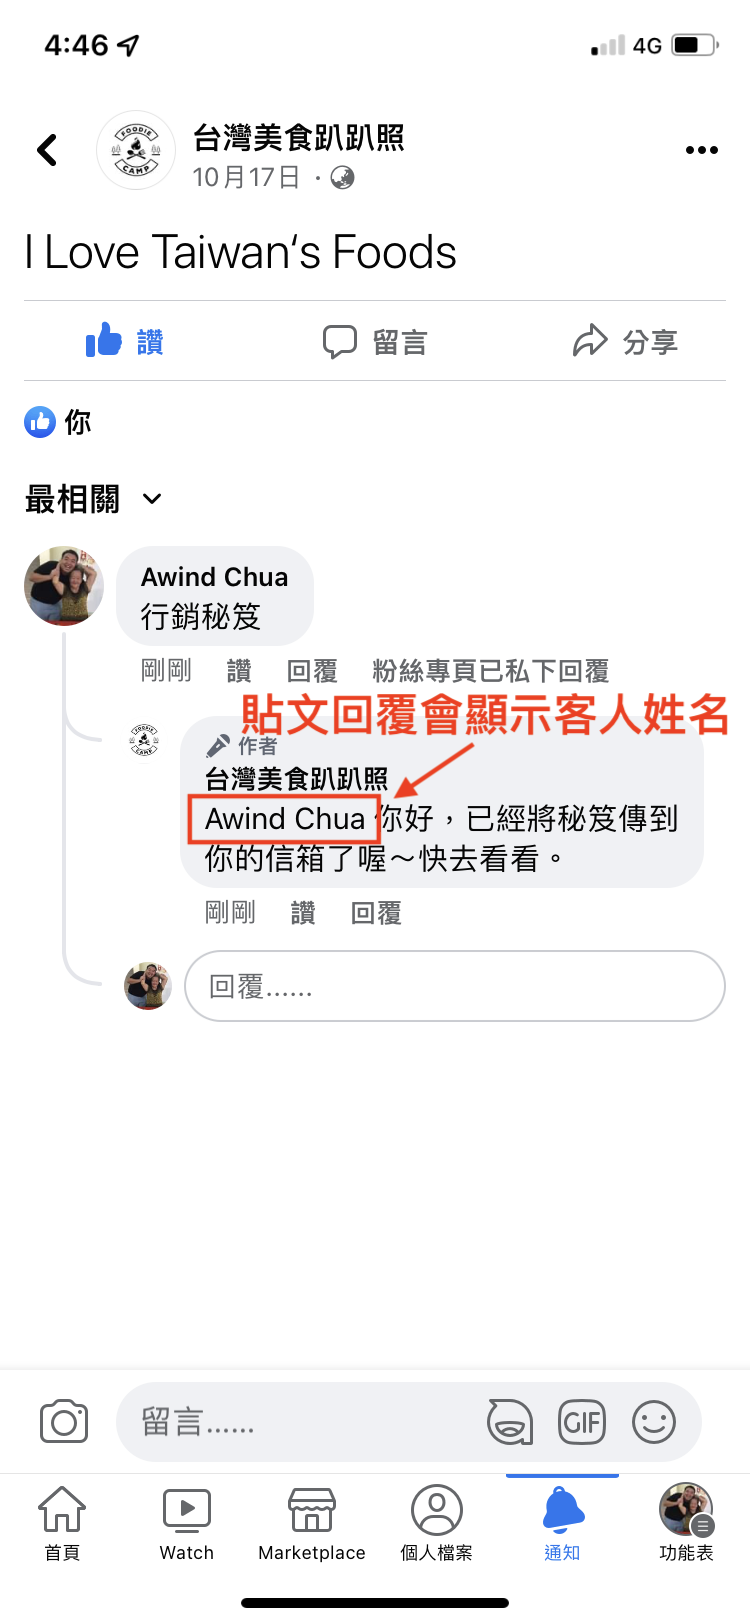 4:46
4G
FOODIE
CAMP
台灣美食趴趴照
10月17日 ·
I Love Taiwan‘s Foods
讚 留言 分享
你
最相關
Awind Chua
行銷秘笈
剛剛 讚 回覆 粉絲專頁已私下回覆
貼文回覆會顯示客人姓名
FOODIE
CAMP
作者
台灣美食趴趴照
Awind Chua 你好，已經將秘笈傳到
你的信箱了喔～快去看看。
剛剛 讚 回覆
回覆......
留言...... GIF
首頁 Watch Marketplace 個人檔案 通知 功能表